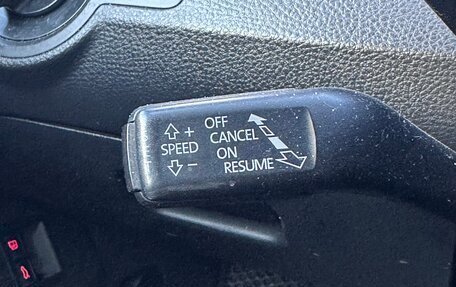 + OFF
SPEED CANCEL
ON
- RESUME